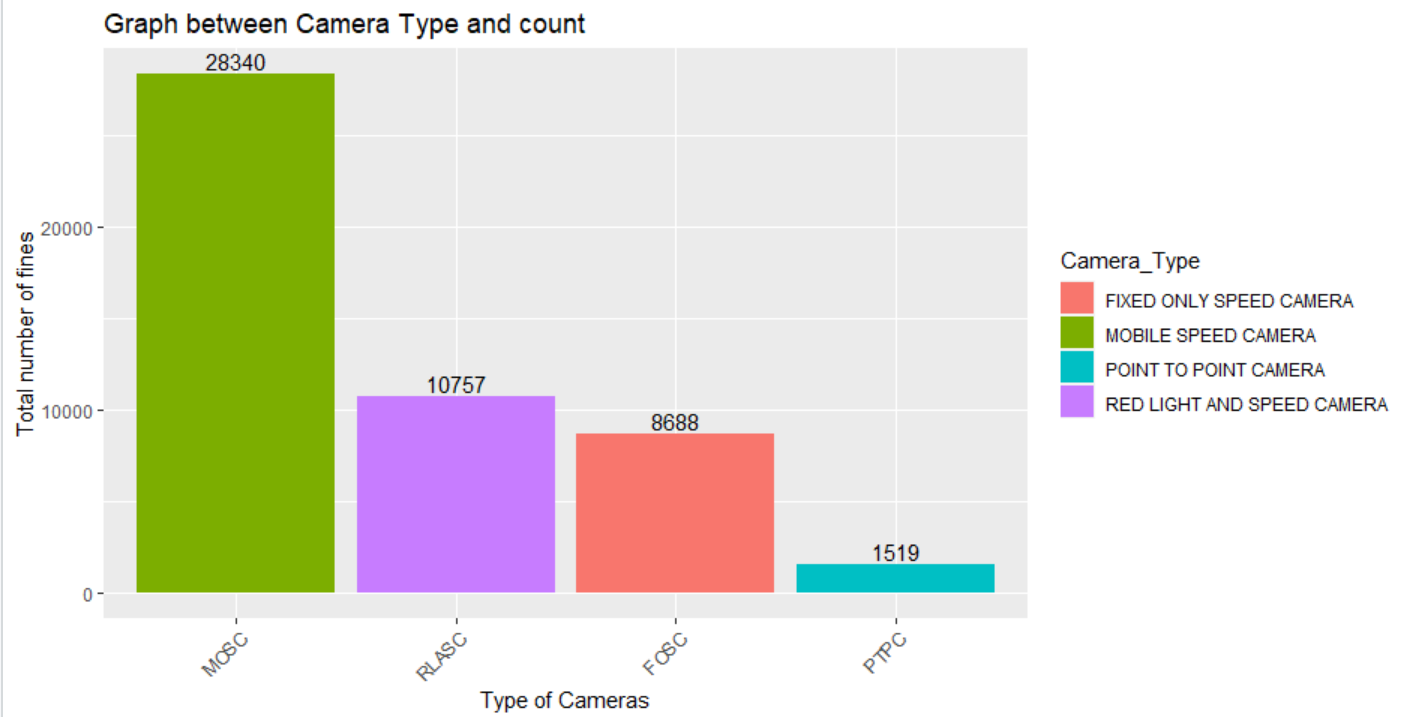 Graph between Camera Type and count
28340
10757
8688
1519
20000
10000
0
Total number of fines
MOSC
RLASC
FOSC
PTPC
Type of Cameras
Camera_Type
FIXED ONLY SPEED CAMERA
MOBILE SPEED CAMERA
POINT TO POINT CAMERA
RED LIGHT AND SPEED CAMERA